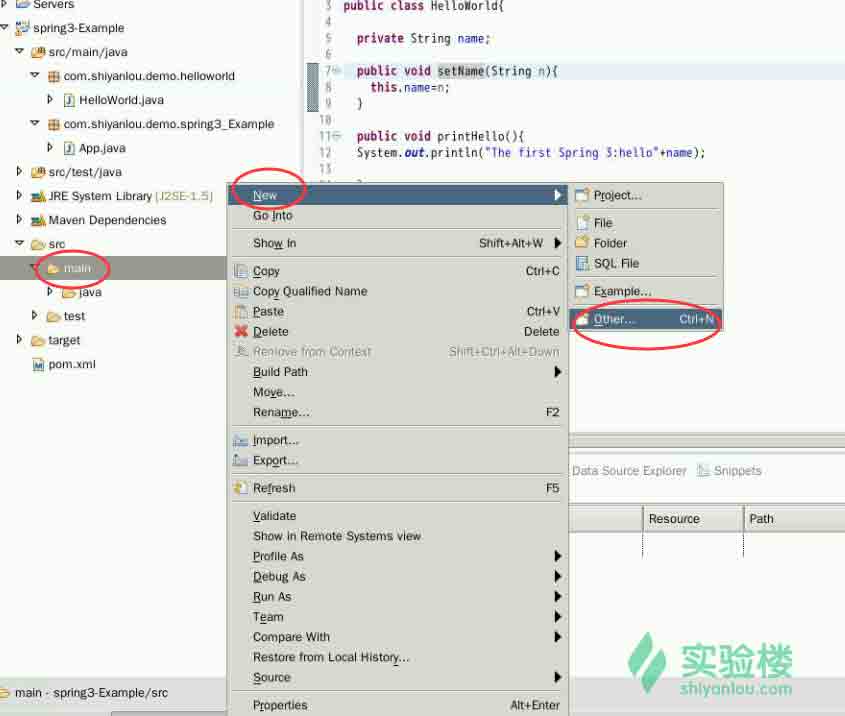 Servers
spring3-Example
src/main/java
com.shiyanlou.demo.helloworld
HelloWorld.java
com.shiyanlou.demo.spring3_Example
App.java
src/test/java
JRE System Library [J2SE-1.5]
Maven Dependencies
src
main
java
test
target
pom.xml
3 public class HelloWorld{
4
5 private String name;
6
7 public void setName(String n){
8 this.name=n;
9 }
10
11 public void printHello(){
12 System.out.println("The first Spring 3:hello"+name);
13
}
New
Go Into
Show In Shift+Alt+W
Copy Ctrl+C
Copy Qualified Name
Paste Ctrl+V
Delete Delete
Remove from Context Shift+Ctrl+Alt+Down
Build Path
Move...
Rename... F2
Import...
Export...
Refresh F5
Validate
Show in Remote Systems view
Profile As
Debug As
Run As
Team
Compare With
Restore from Local History...
Source
Properties Alt+Enter
Project...
File
Folder
SQL File
Example...
Other... Ctrl+N
Data Source Explorer Snippets
Resource Path
实验楼
shiyanlou.com
main - spring3-Example/src